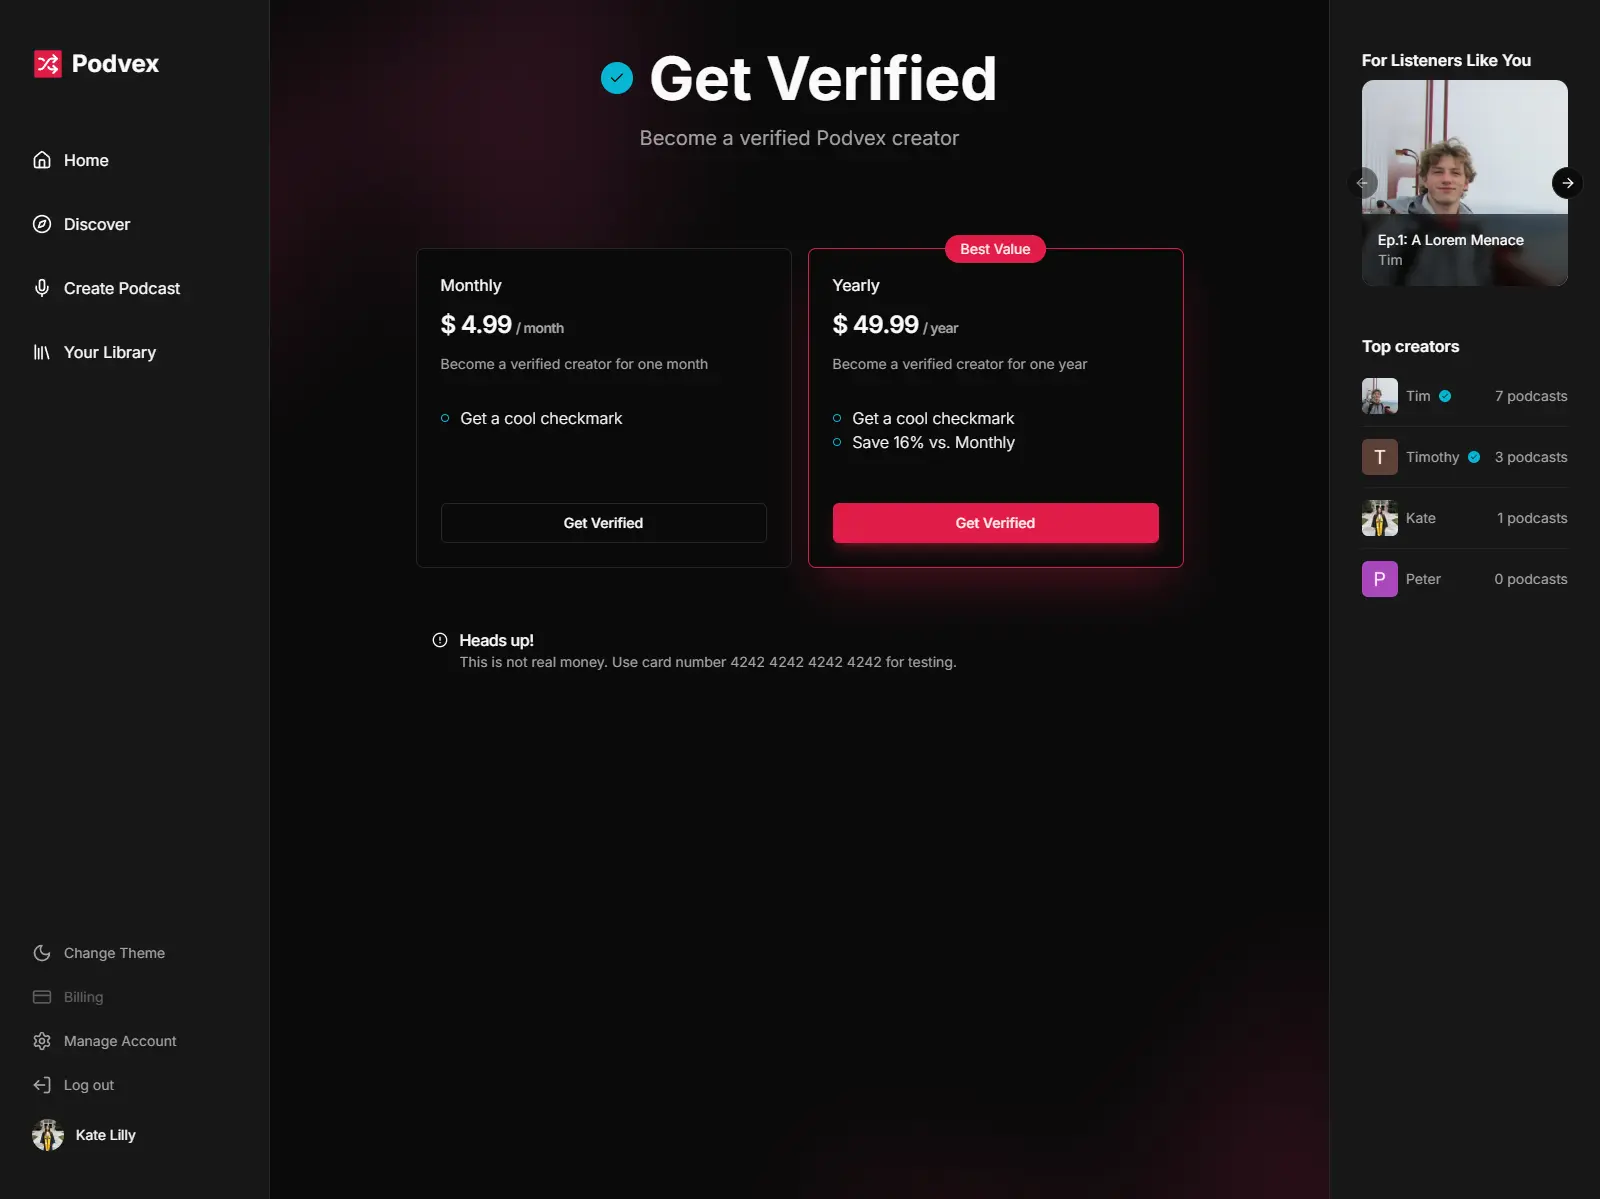 Podvex
Home
Discover
Create Podcast
Your Library
Change Theme
Billing
Manage Account
Log out
Kate Lilly
Get Verified
Become a verified Podvex creator
Monthly
$ 4.99 / month
Become a verified creator for one month
Get a cool checkmark
Get Verified
Best Value
Yearly
$ 49.99 / year
Become a verified creator for one year
Get a cool checkmark
Save 16% vs. Monthly
Get Verified
Heads up!
This is not real money. Use card number 4242 4242 4242 4242 for testing.
For Listeners Like You
Ep.1: A Lorem Menace
Tim
Top creators
Tim 7 podcasts
T Timothy 3 podcasts
Kate 1 podcasts
P Peter 0 podcasts